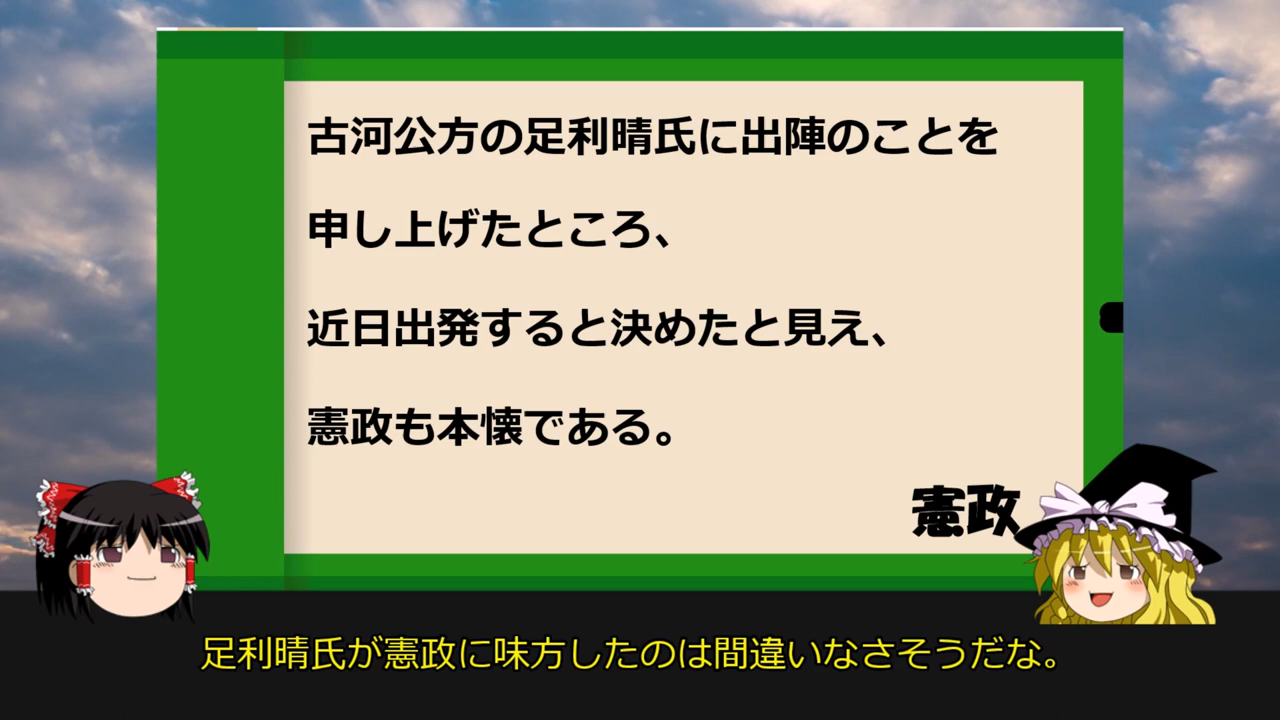 古河公方の足利晴氏に出陣のことを
申し上げたところ、
近日出発すると決めたと見え、
憲政も本懐である。
憲政
足利晴氏が憲政に味方したのは間違いなさそうだな。